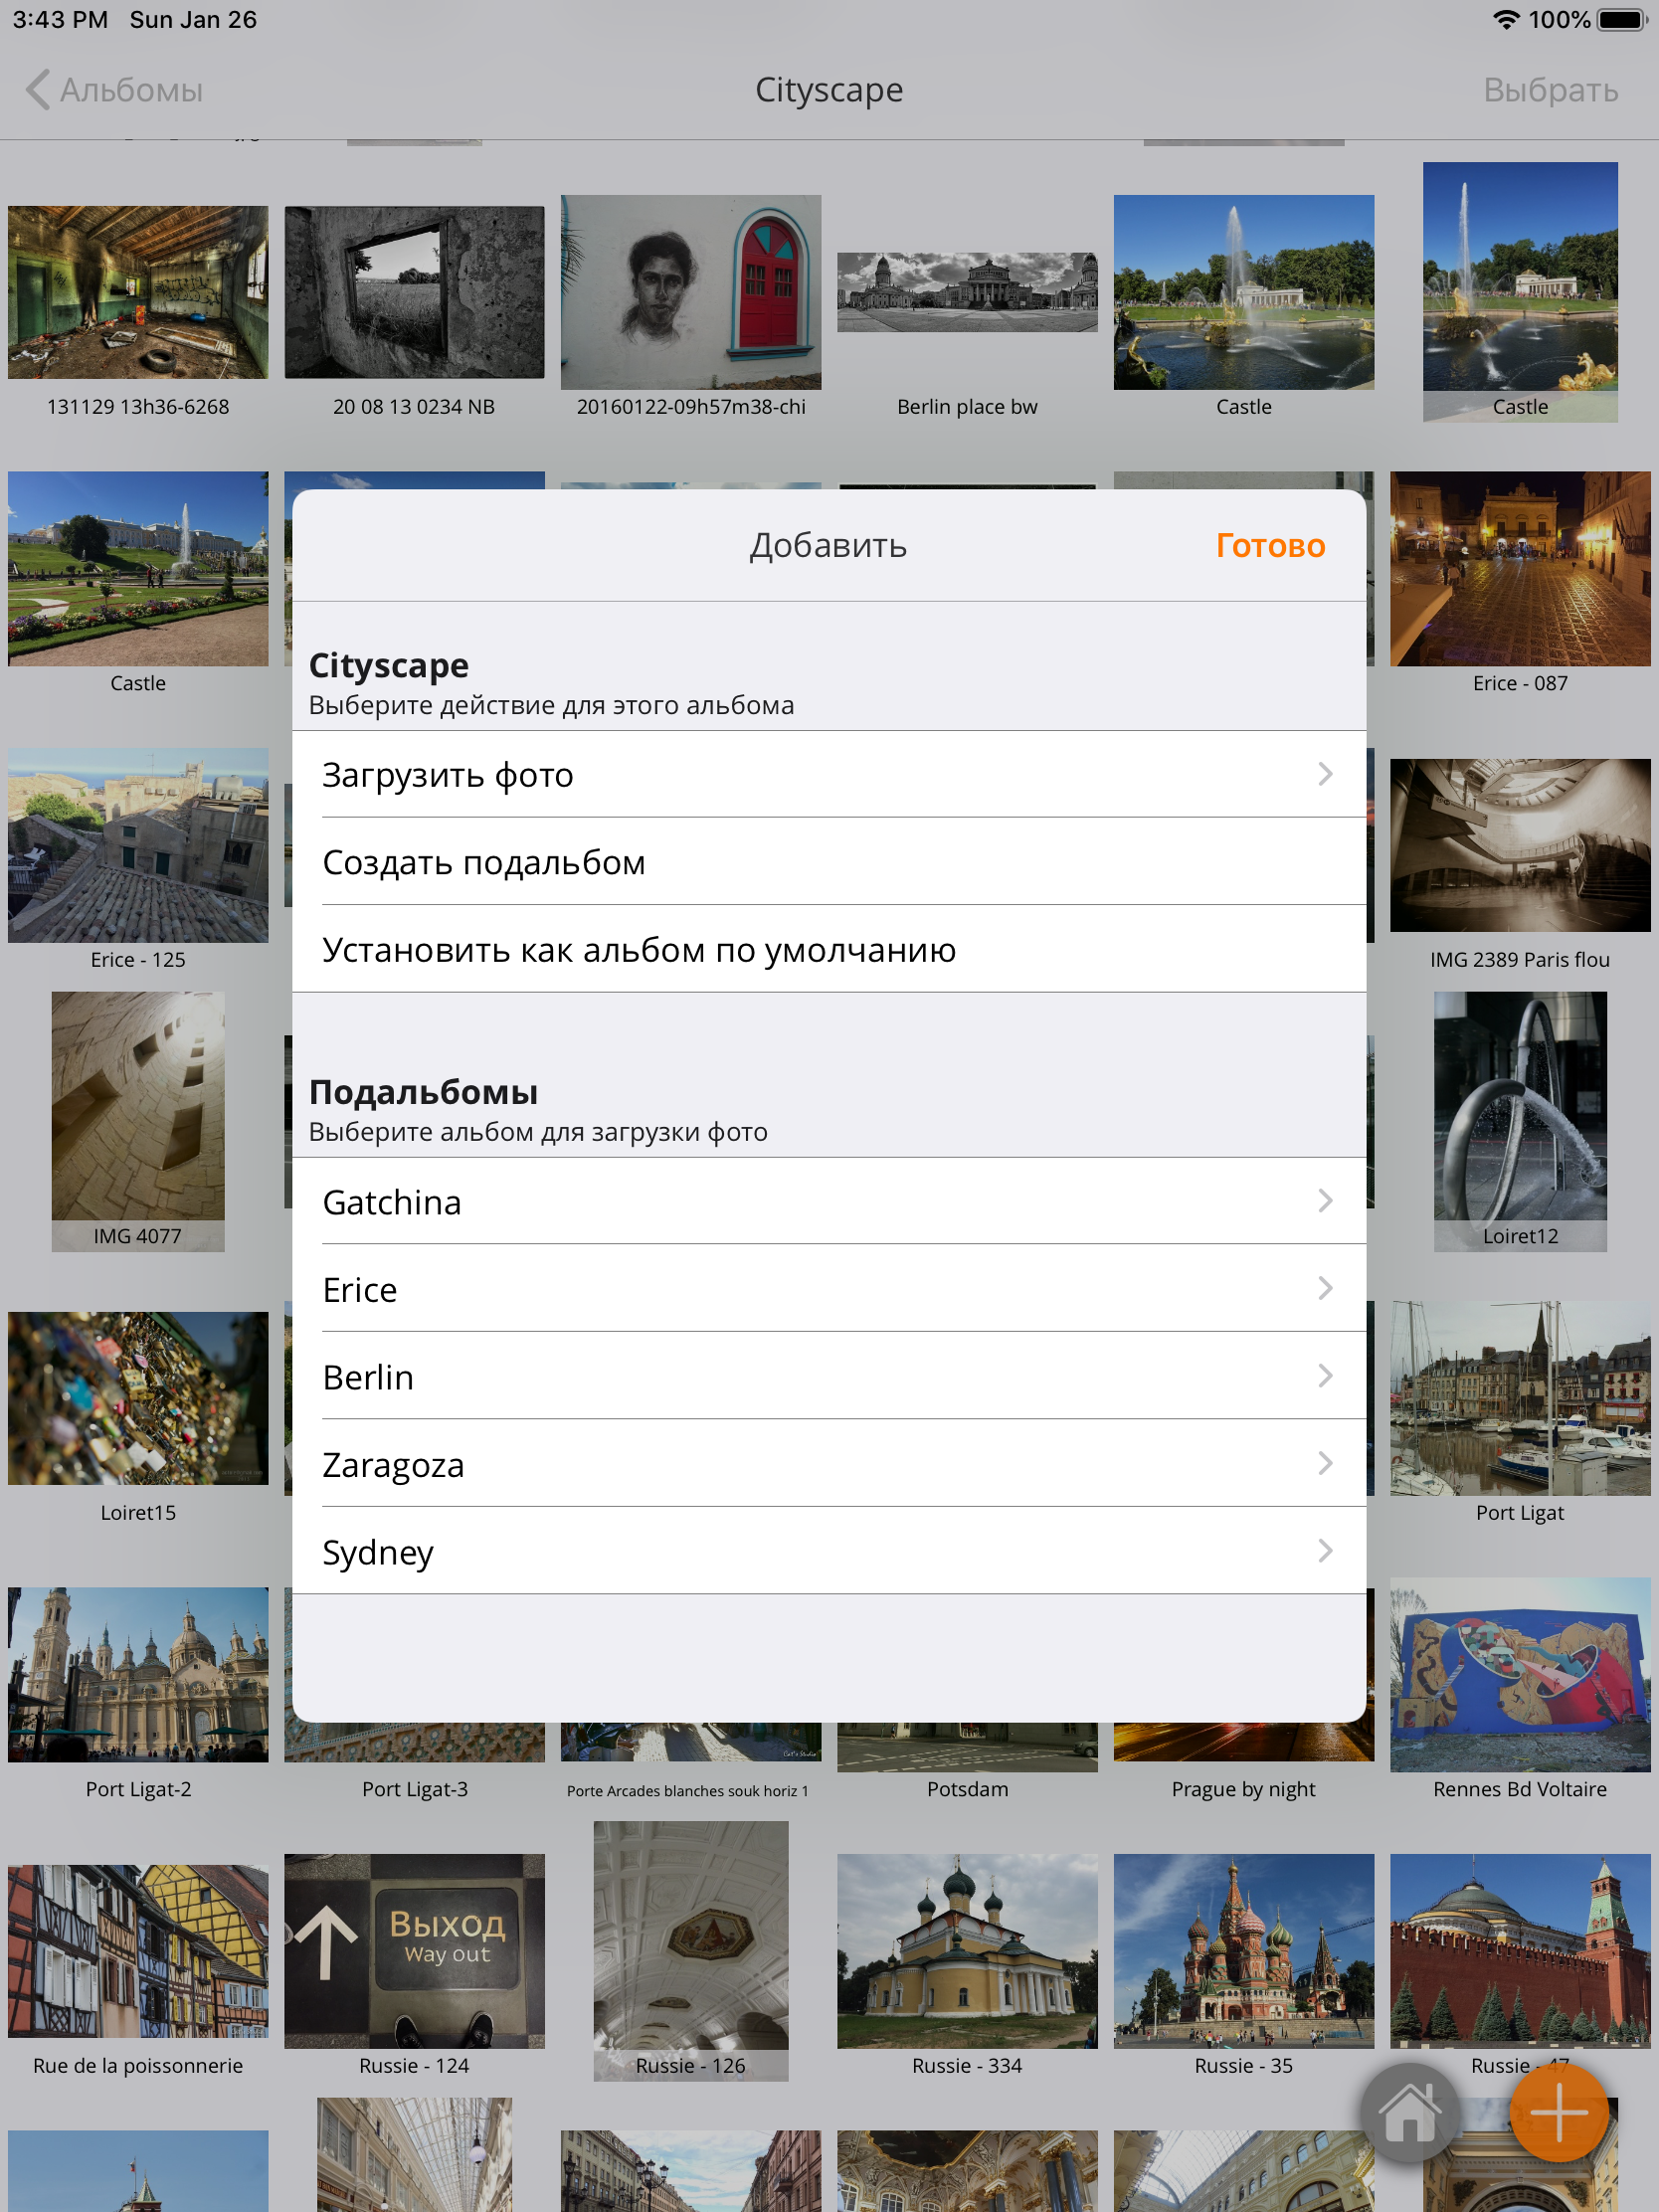 3:43 PM Sun Jan 26 100%
Альбомы Cityscape Выбрать
131129 13h36-6268 20 08 13 0234 NB 20160122-09h57m38-chi Berlin place bw Castle Castle
Добавить Готово
Castle Erice - 087
Cityscape
Выберите действие для этого альбома
Загрузить фото
Создать подальбом
Установить как альбом по умолчанию
Erice - 125 IMG 2389 Paris flou
Подальбомы
Выберите альбом для загрузки фото
Gatchina
IMG 4077 Loiret12
Erice
Berlin
Zaragoza
Loiret15 Port Ligat
Sydney
Port Ligat-2 Port Ligat-3 Porte Arcades blanches souk horiz 1 Potsdam Prague by night Rennes Bd Voltaire
Выход
Way out
Rue de la poissonnerie Russie - 124 Russie - 126 Russie - 334 Russie - 35 Russie - 47